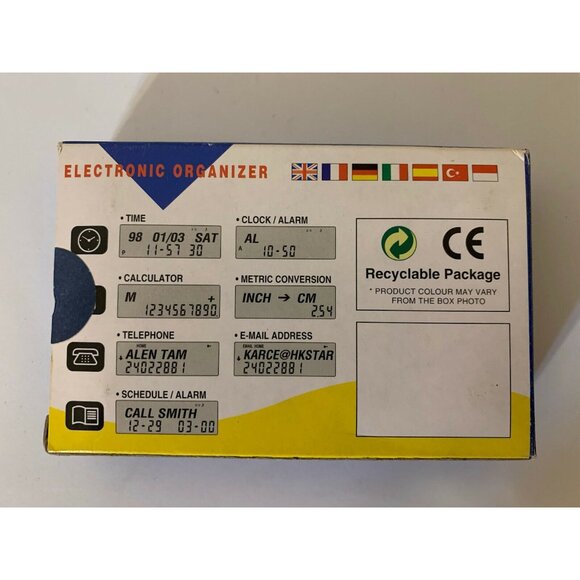 ELECTRONIC ORGANIZER
• TIME
98 01/03 SAT
P 11-57 30
• CLOCK / ALARM
AL
A 10-50
• CALCULATOR
M +
1234567890
• METRIC CONVERSION
INCH → CM
2.54
• TELEPHONE
ALEN TAM
24022881
• E-MAIL ADDRESS
KARCE@HKSTAR
24022881
• SCHEDULE / ALARM
CALL SMITH
12-29 03-00
CE
Recyclable Package
* PRODUCT COLOUR MAY VARY
FROM THE BOX PHOTO